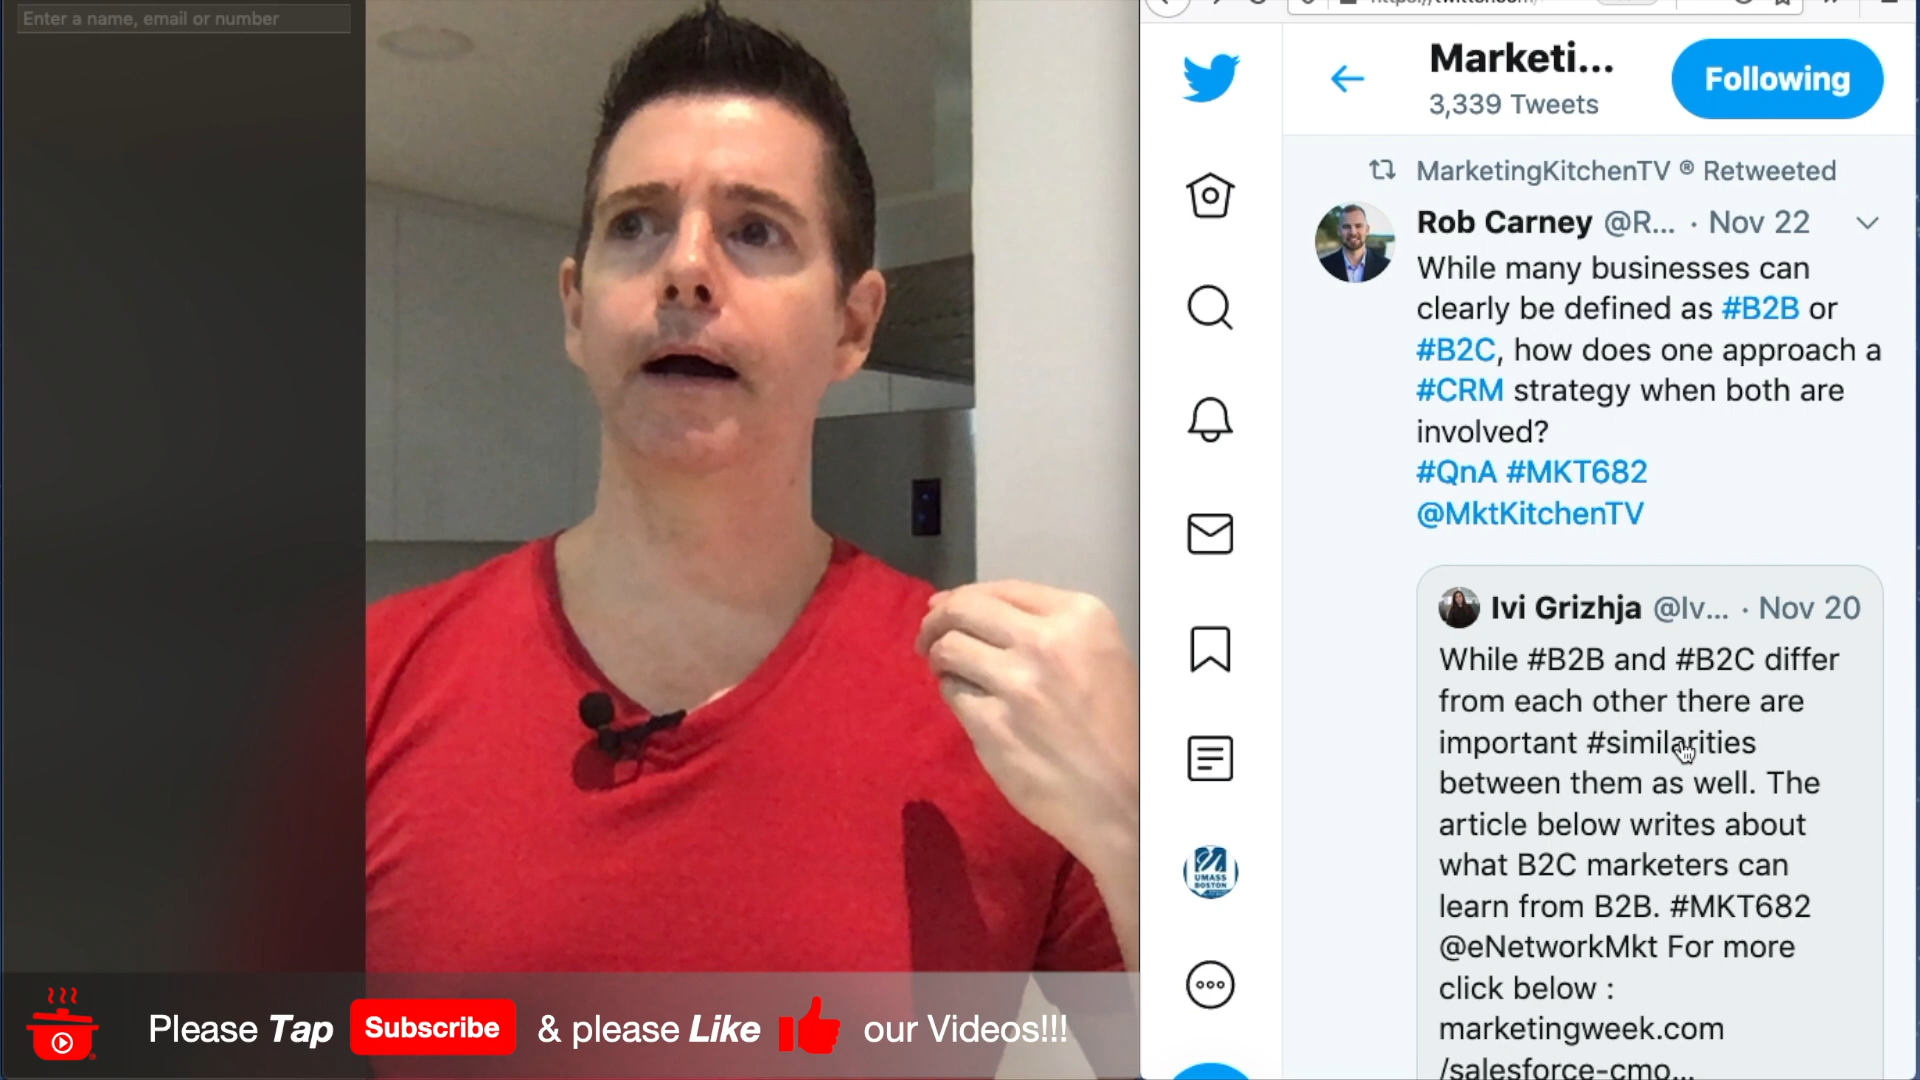 Enter a name, email or number
Marketi...
3,339 Tweets
Following
MarketingKitchenTV ® Retweeted
Rob Carney @R... · Nov 22
While many businesses can
clearly be defined as #B2B or
#B2C, how does one approach a
#CRM strategy when both are
involved?
#QnA #MKT682
@MktKitchenTV
Ivi Grizhja @Iv... · Nov 20
While #B2B and #B2C differ
from each other there are
important #similarities
between them as well. The
article below writes about
what B2C marketers can
learn from B2B. #MKT682
@eNetworkMkt For more
click below :
marketingweek.com
/salesforce-cmo...
UMASS
BOSTON
Please Tap Subscribe & please Like our Videos!!!